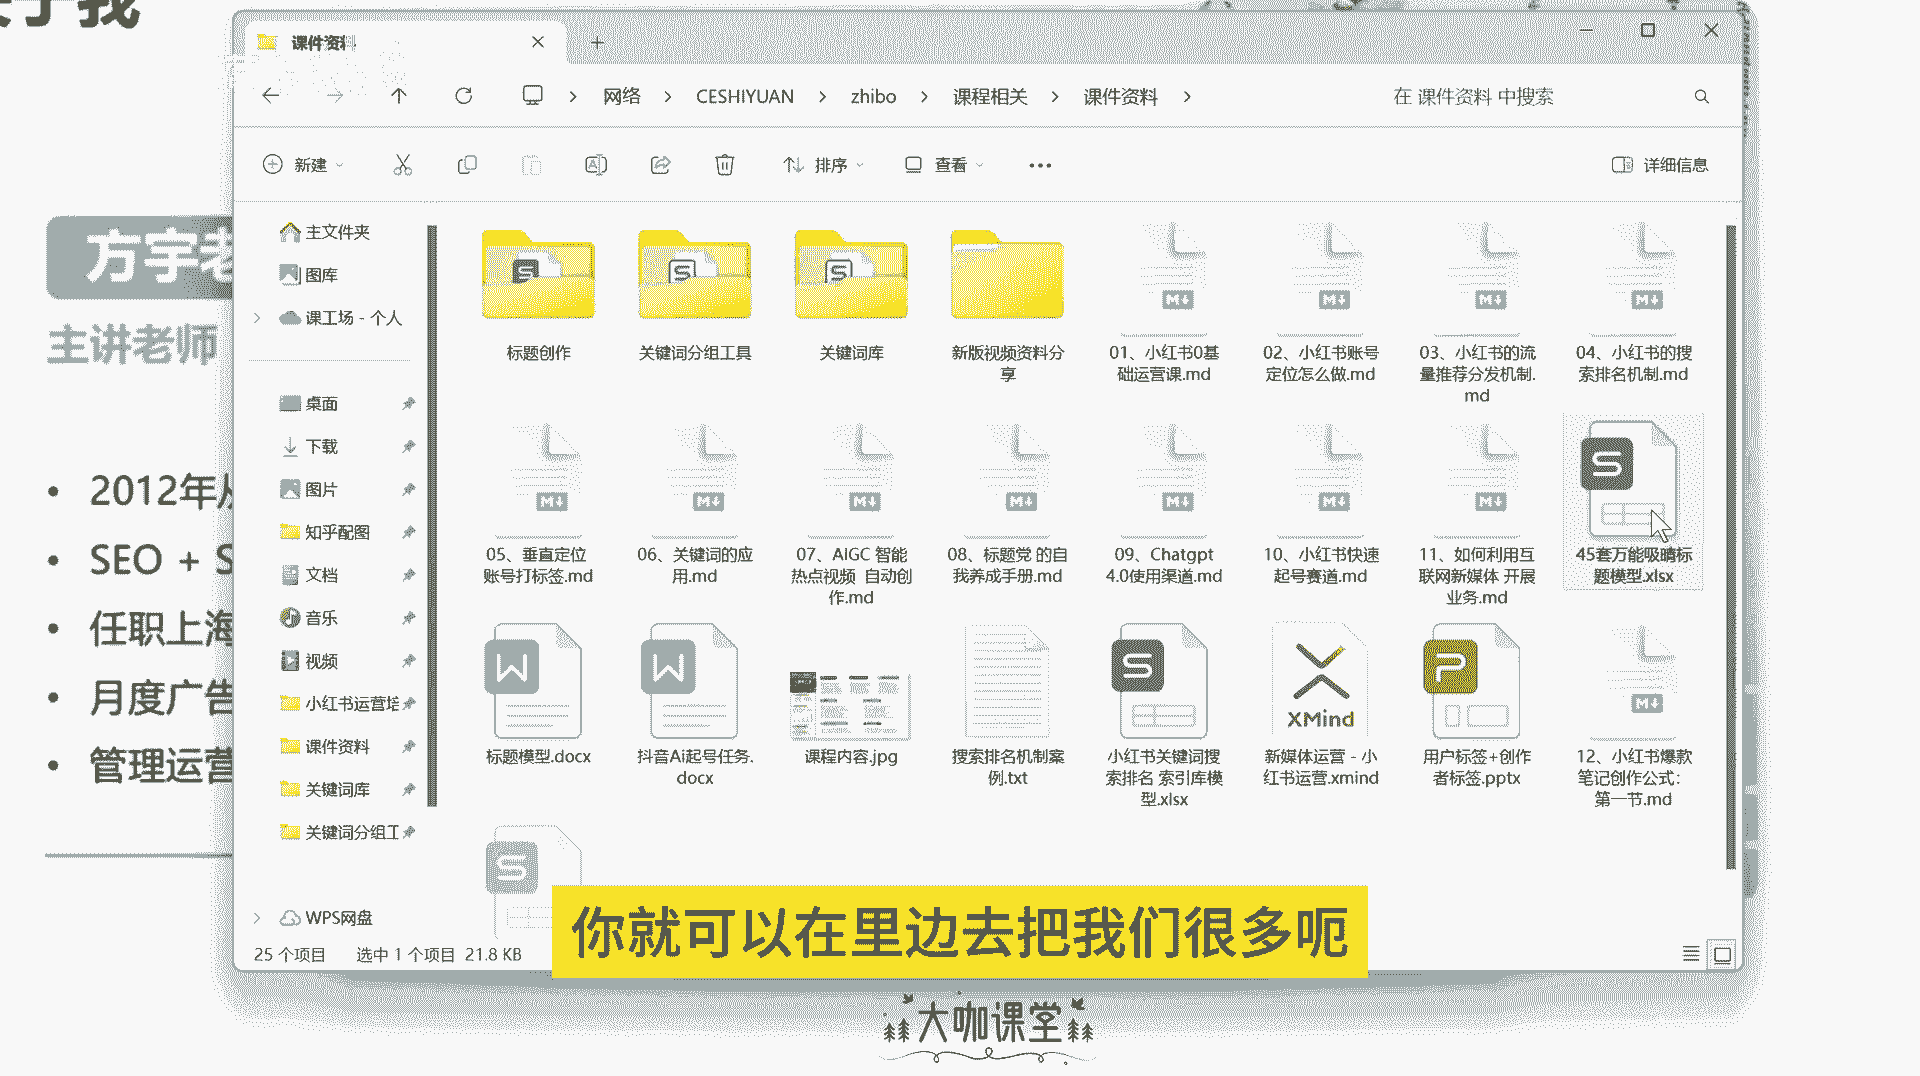 于我
课件资料
网络 CESHIYUAN zhibo 课程相关 课件资料
在 课件资料 中搜索
新建
排序
查看
详细信息
方宇老
主讲老师
2012年从
SEO + S
任职上海
月度广告
管理运营
主文件夹
图库
课工场 - 个人
桌面
下载
图片
知乎配图
文档
音乐
视频
小红书运营培
课件资料
关键词库
关键词分组工
WPS网盘
标题创作
关键词分组工具
关键词库
新版视频资料分
享
01、小红书0基
础运营课.md
02、小红书账号
定位怎么做.md
03、小红书的流
量推荐分发机制.
md
04、小红书的搜
索排名机制.md
05、垂直定位
账号打标签.md
06、关键词的应
用.md
07、AIGC 智能
热点视频 自动创
作.md
08、标题党 的自
我养成手册.md
09、Chatgpt
4.0使用渠道.md
10、小红书快速
起号赛道.md
11、如何利用互
联网新媒体 开展
业务.md
45套万能吸睛标
题模型.xlsx
标题模型.docx
抖音Ai起号任务.
docx
课程内容.jpg
搜索排名机制案
例.txt
小红书关键词搜
索排名 索引库模
型.xlsx
XMind
新媒体运营 - 小
红书运营.xmind
用户标签+创作
者标签.pptx
12、小红书爆款
笔记创作公式:
第一节.md
25 个项目 选中 1 个项目 21.8 KB
你就可以在里边去把我们很多呃
大咖课堂